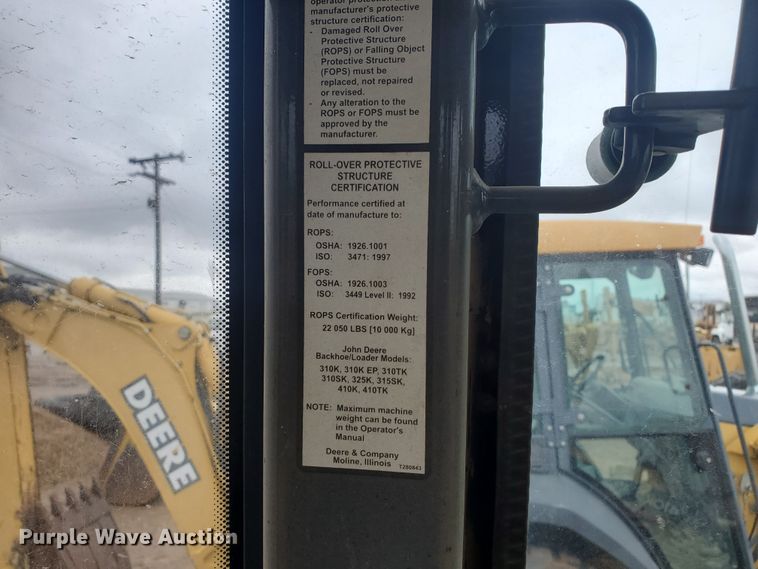 operator protection
manufacturer's protective
structure certification:
- Damaged Roll Over
Protective Structure
(ROPS) or Falling Object
Protective Structure
(FOPS) must be
replaced, not repaired
or revised.
- Any alteration to the
ROPS or FOPS must be
approved by the
manufacturer.
ROLL-OVER PROTECTIVE
STRUCTURE
CERTIFICATION
Performance certified at
date of manufacture to:
ROPS:
OSHA: 1926.1001
ISO: 3471: 1997
FOPS:
OSHA: 1926.1003
ISO: 3449 Level II: 1992
ROPS Certification Weight:
22 050 LBS [10 000 Kg]
John Deere
Backhoe/Loader Models:
310K, 310K EP, 310TK
310SK, 325K, 315SK,
410K, 410TK
NOTE: Maximum machine
weight can be found
in the Operator's
Manual
Deere & Company
Moline, Illinois T280843
DEERE
Purple Wave Auction®